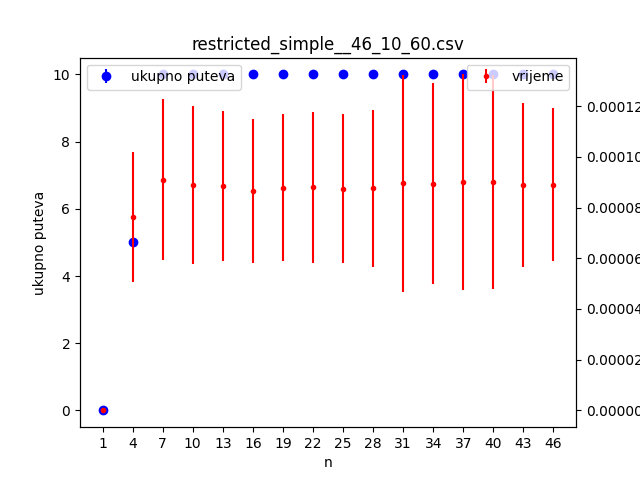 restricted_simple__46_10_60.csv
ukupno puteva
vrijeme
10
8
6
4
2
0
ukupno puteva
0.00012
0.00010
0.00008
0.00006
0.00004
0.00002
0.00000
1 4 7 10 13 16 19 22 25 28 31 34 37 40 43 46
n